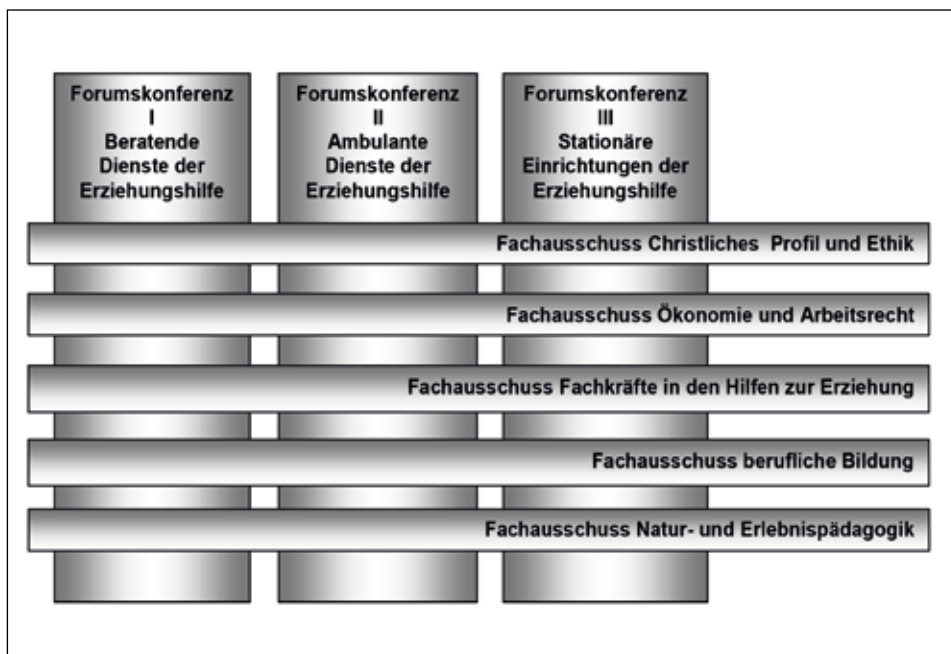 Forumskonferenz
I
Beratende
Dienste der
Erziehungshilfe
Forumskonferenz
II
Ambulante
Dienste der
Erziehungshilfe
Forumskonferenz
III
Stationäre
Einrichtungen der
Erziehungshilfe
Fachausschuss Christliches Profil und Ethik
Fachausschuss Ökonomie und Arbeitsrecht
Fachausschuss Fachkräfte in den Hilfen zur Erziehung
Fachausschuss berufliche Bildung
Fachausschuss Natur- und Erlebnispädagogik